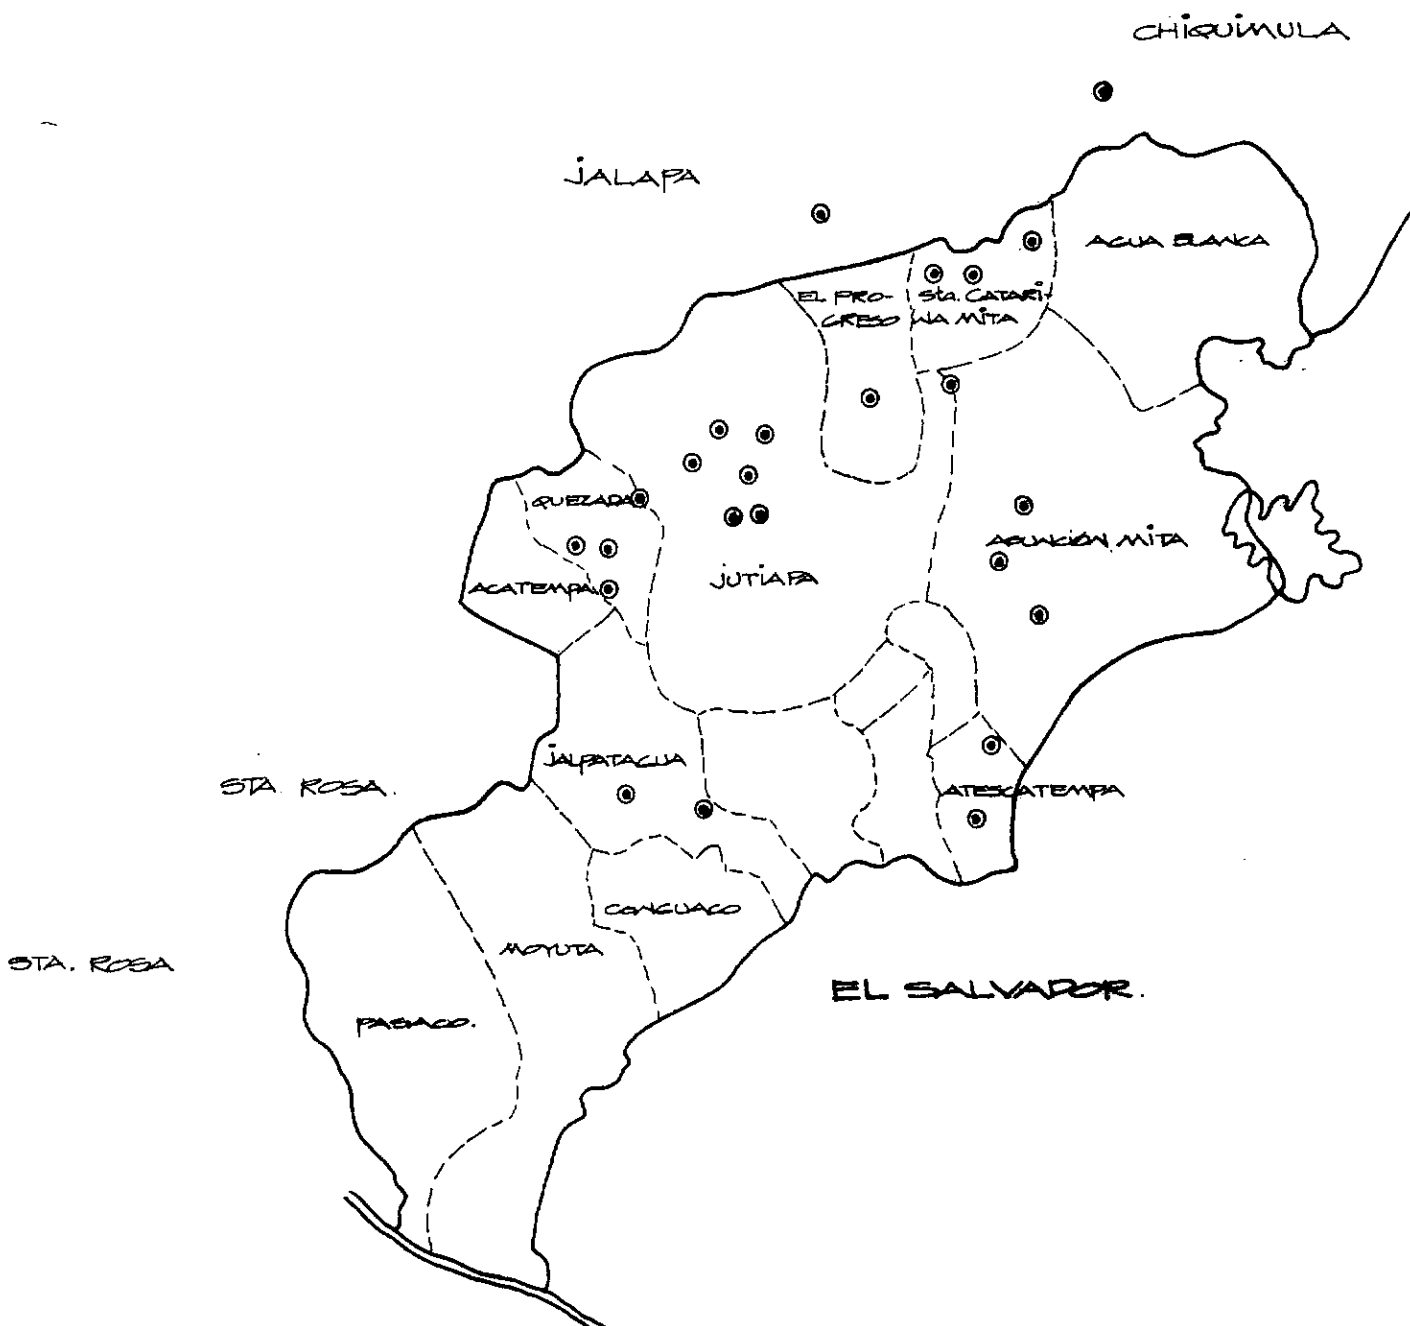 CHIQUIMULA
JALAPA
AGUA BLANCA
EL PRO-
GRESO
Sta. CATARI-
NA MITA
QUEZADA
ASUNCIÓN MITA
JUTIAPA
ACATEMPA
JALPATAGUA
STA. ROSA.
ATESCATEMPA
CONGUACO
MOYUTA
STA. ROSA
EL SALVADOR.
PASACO.